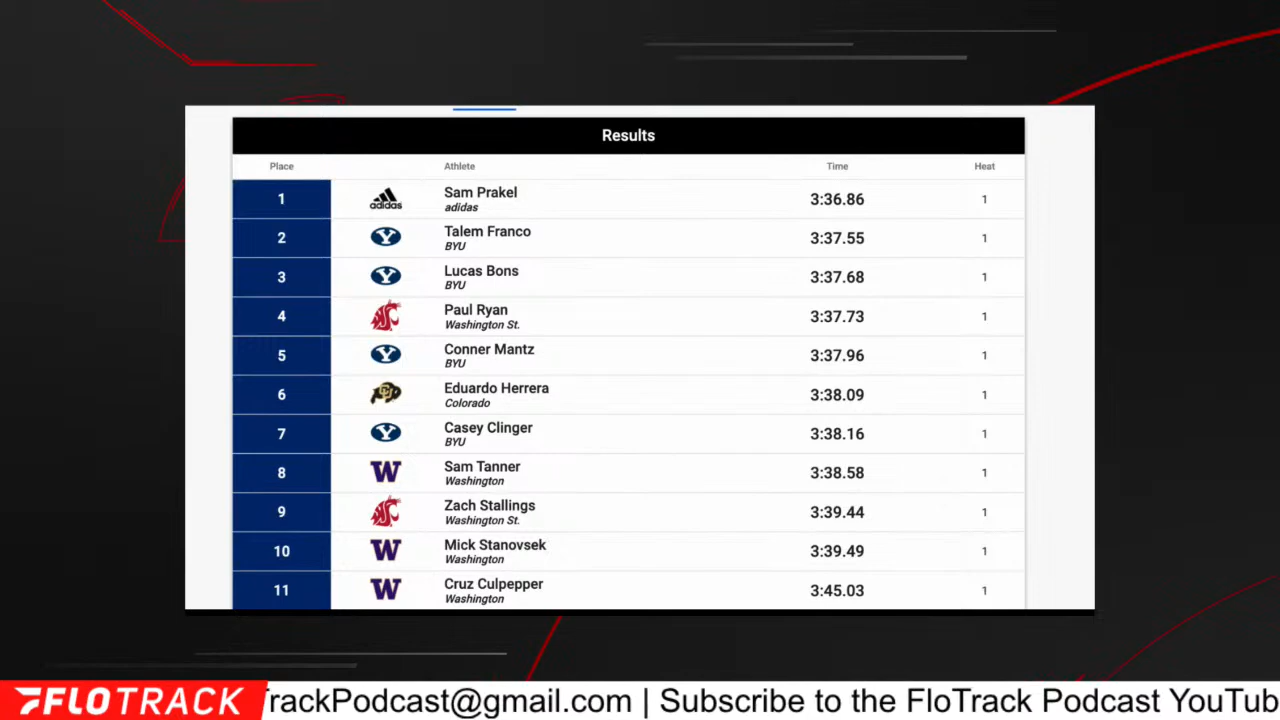 Results
Place Athlete Time Heat
1 adidas Sam Prakel 3:36.86 1
adidas
2 Y Talem Franco 3:37.55 1
BYU
3 Y Lucas Bons 3:37.68 1
BYU
4 Paul Ryan 3:37.73 1
Washington St.
5 Y Conner Mantz 3:37.96 1
BYU
6 CU Eduardo Herrera 3:38.09 1
Colorado
7 Y Casey Clinger 3:38.16 1
BYU
8 W Sam Tanner 3:38.58 1
Washington
9 Zach Stallings 3:39.44 1
Washington St.
10 W Mick Stanovsek 3:39.49 1
Washington
11 W Cruz Culpepper 3:45.03 1
Washington
FLOTRACK rackPodcast@gmail.com | Subscribe to the FloTrack Podcast YouTub